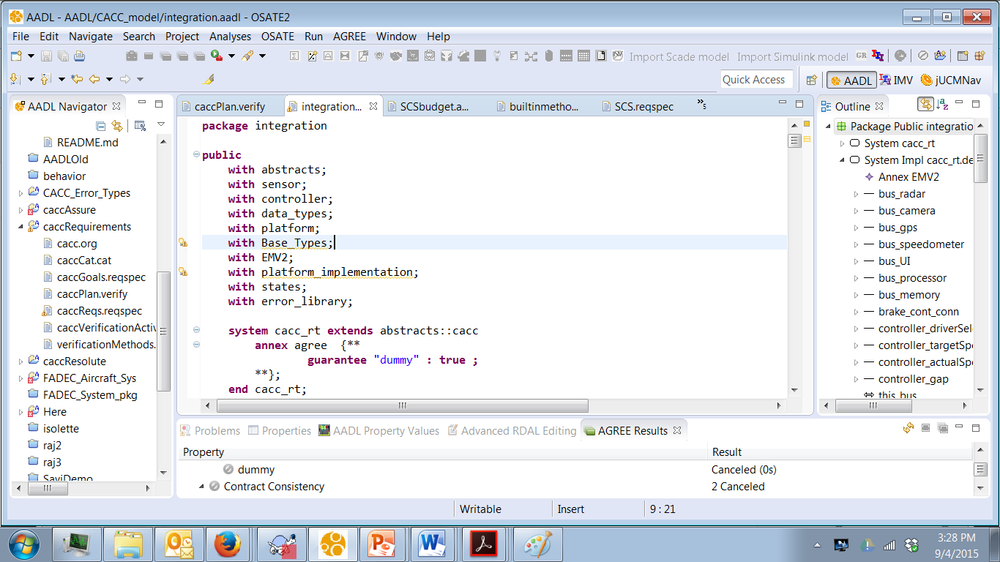 AADL - AADL/CACC_model/integration.aadl - OSATE2
File Edit Navigate Search Project Analyses OSATE Run AGREE Window Help
Import Scade model Import Simulink model GR
Quick Access
AADL IMV jUCMNav
AADL Navigator
README.md
AADLOld
behavior
CACC_Error_Types
caccAssure
caccRequirements
cacc.org
caccCat.cat
caccGoals.reqspec
caccPlan.verify
caccReqs.reqspec
caccVerificationActiv
verificationMethods.
caccResolute
FADEC_Aircraft_Sys
FADEC_System_pkg
Here
isolette
raj2
raj3
SaviDemo
caccPlan.verify integration... SCSbudget.a... builtinmetho... SCS.reqspec »5
package integration
public
with abstracts;
with sensor;
with controller;
with data_types;
with platform;
with Base_Types;
with EMV2;
with platform_implementation;
with states;
with error_library;
system cacc_rt extends abstracts::cacc
annex agree {**
guarantee "dummy" : true ;
**};
end cacc_rt;
Outline
Package Public integratio
System cacc_rt
System Impl cacc_rt.de
Annex EMV2
bus_radar
bus_camera
bus_gps
bus_speedometer
bus_UI
bus_processor
bus_memory
brake_cont_conn
controller_driverSel
controller_targetSpe
controller_actualSpe
controller_gap
this_bus
Problems Properties AADL Property Values Advanced RDAL Editing AGREE Results
Property Result
dummy Canceled (0s)
Contract Consistency 2 Canceled
Writable Insert 9 : 21
3:28 PM
9/4/2015